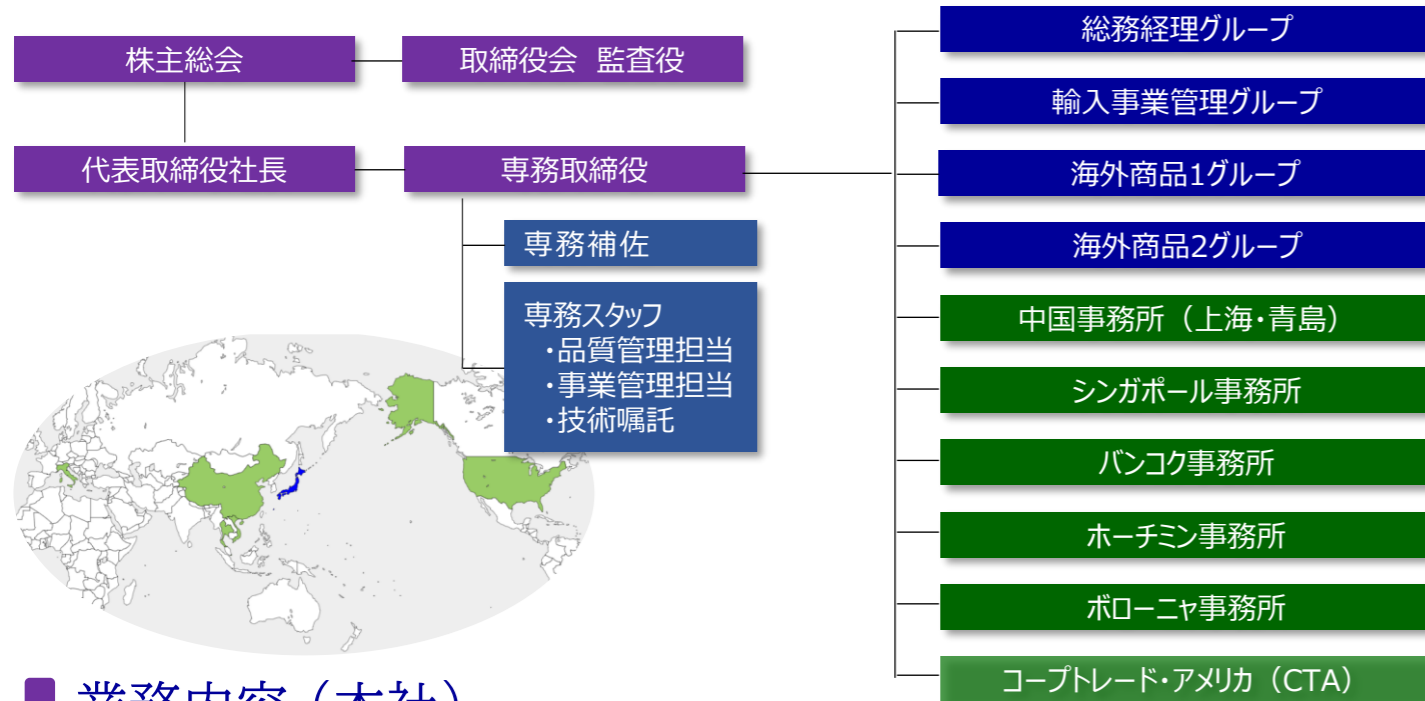 株主総会
取締役会 監査役
代表取締役社長
専務取締役
専務補佐
専務スタッフ
・品質管理担当
・事業管理担当
・技術嘱託
総務経理グループ
輸入事業管理グループ
海外商品1グループ
海外商品2グループ
中国事務所（上海・青島）
シンガポール事務所
バンコク事務所
ホーチミン事務所
ボローニャ事務所
コープトレード・アメリカ（CTA）
業務内容（本社）